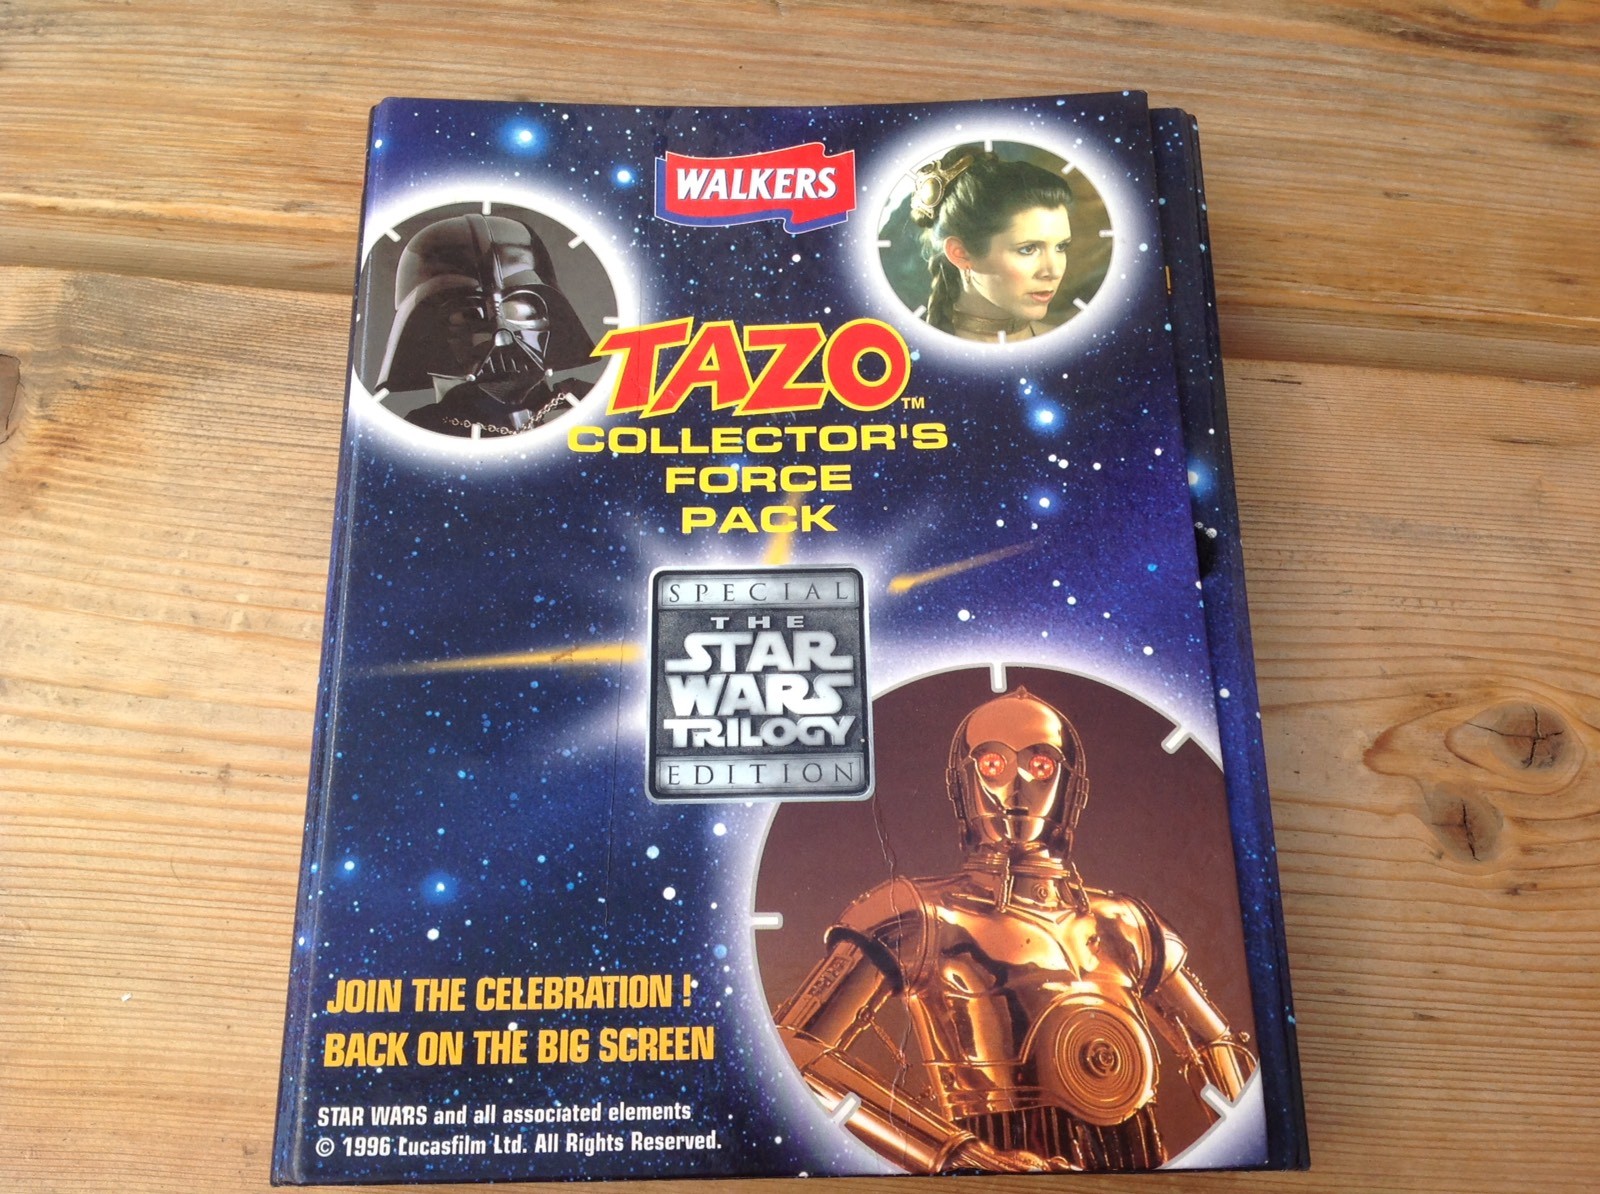 WALKERS
TAZO™
COLLECTOR'S
FORCE
PACK
SPECIAL
THE
STAR
WARS
TRILOGY
EDITION
JOIN THE CELEBRATION !
BACK ON THE BIG SCREEN
STAR WARS and all associated elements
© 1996 Lucasfilm Ltd. All Rights Reserved.